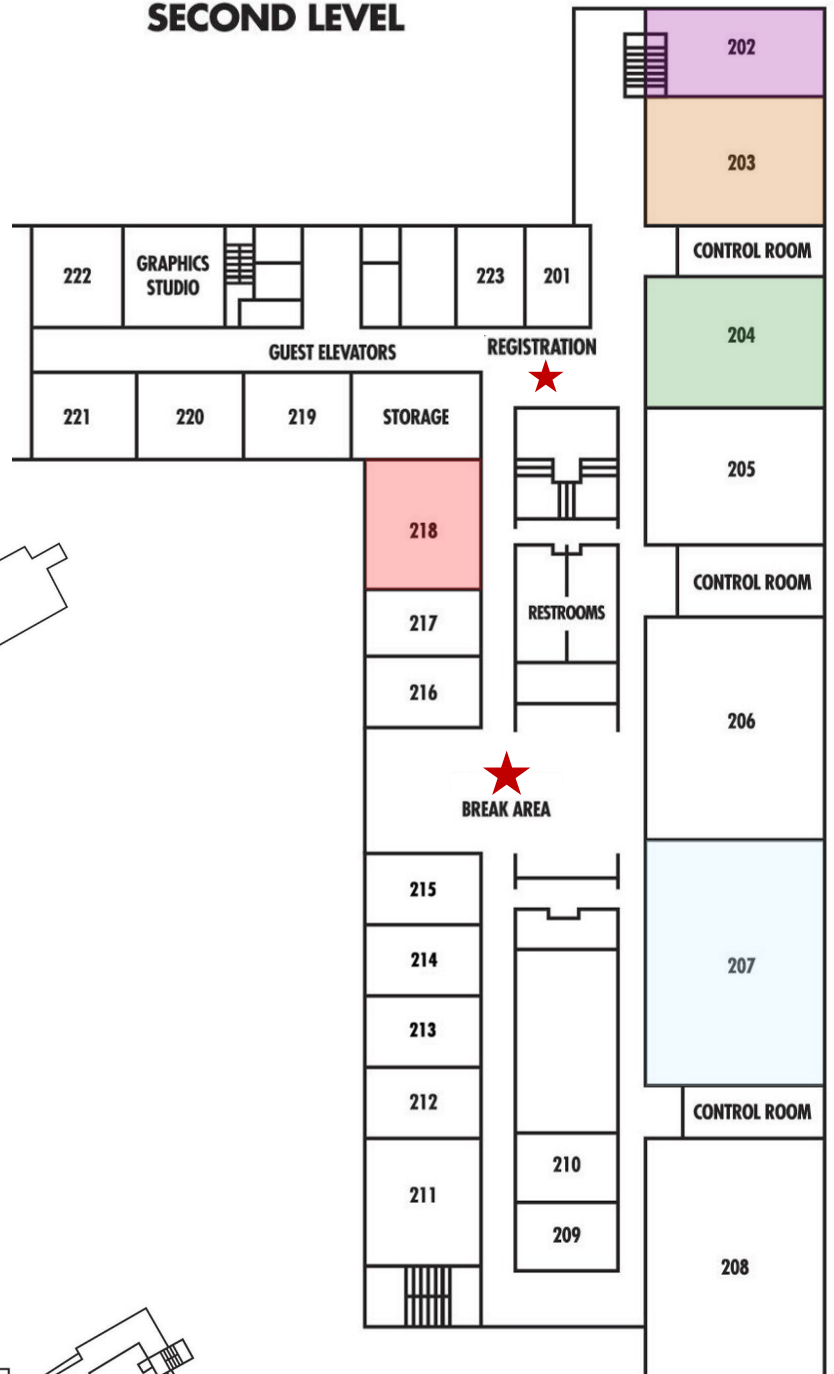 SECOND LEVEL
202
203
CONTROL ROOM
222
GRAPHICS
STUDIO
223
201
204
GUEST ELEVATORS
REGISTRATION
221
220
219
STORAGE
205
218
CONTROL ROOM
217
RESTROOMS
216
206
BREAK AREA
215
214
207
213
212
CONTROL ROOM
210
211
209
208